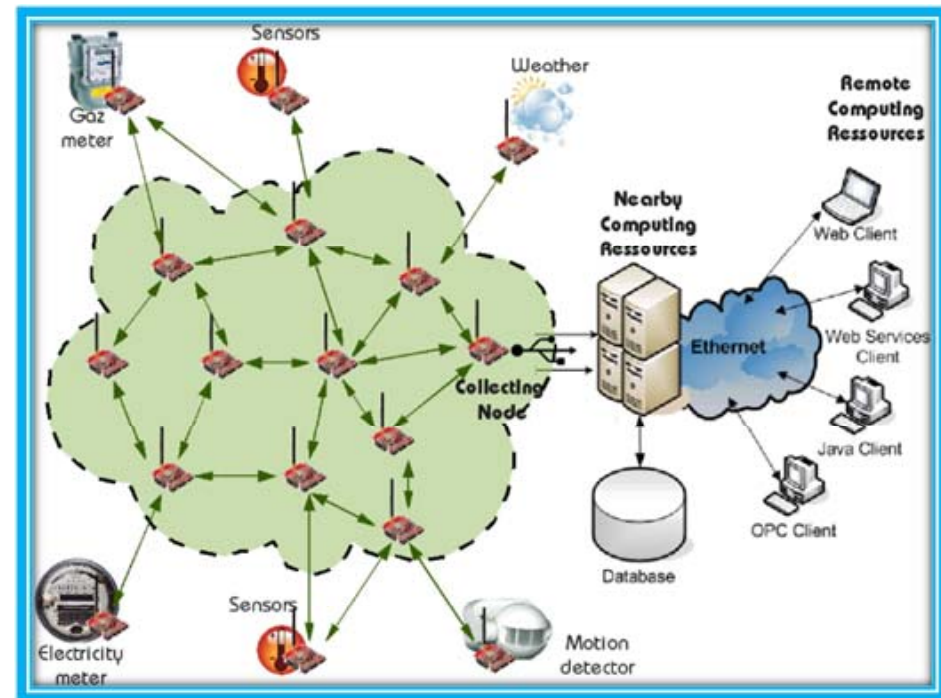 Sensors
Gaz
meter
Weather
Remote
Computing
Ressources
Nearby
Computing
Ressources
Web Client
Web Services
Client
Ethernet
Collecting
Node
Java Client
OPC Client
Database
Electricity
meter
Sensors
Motion
detector